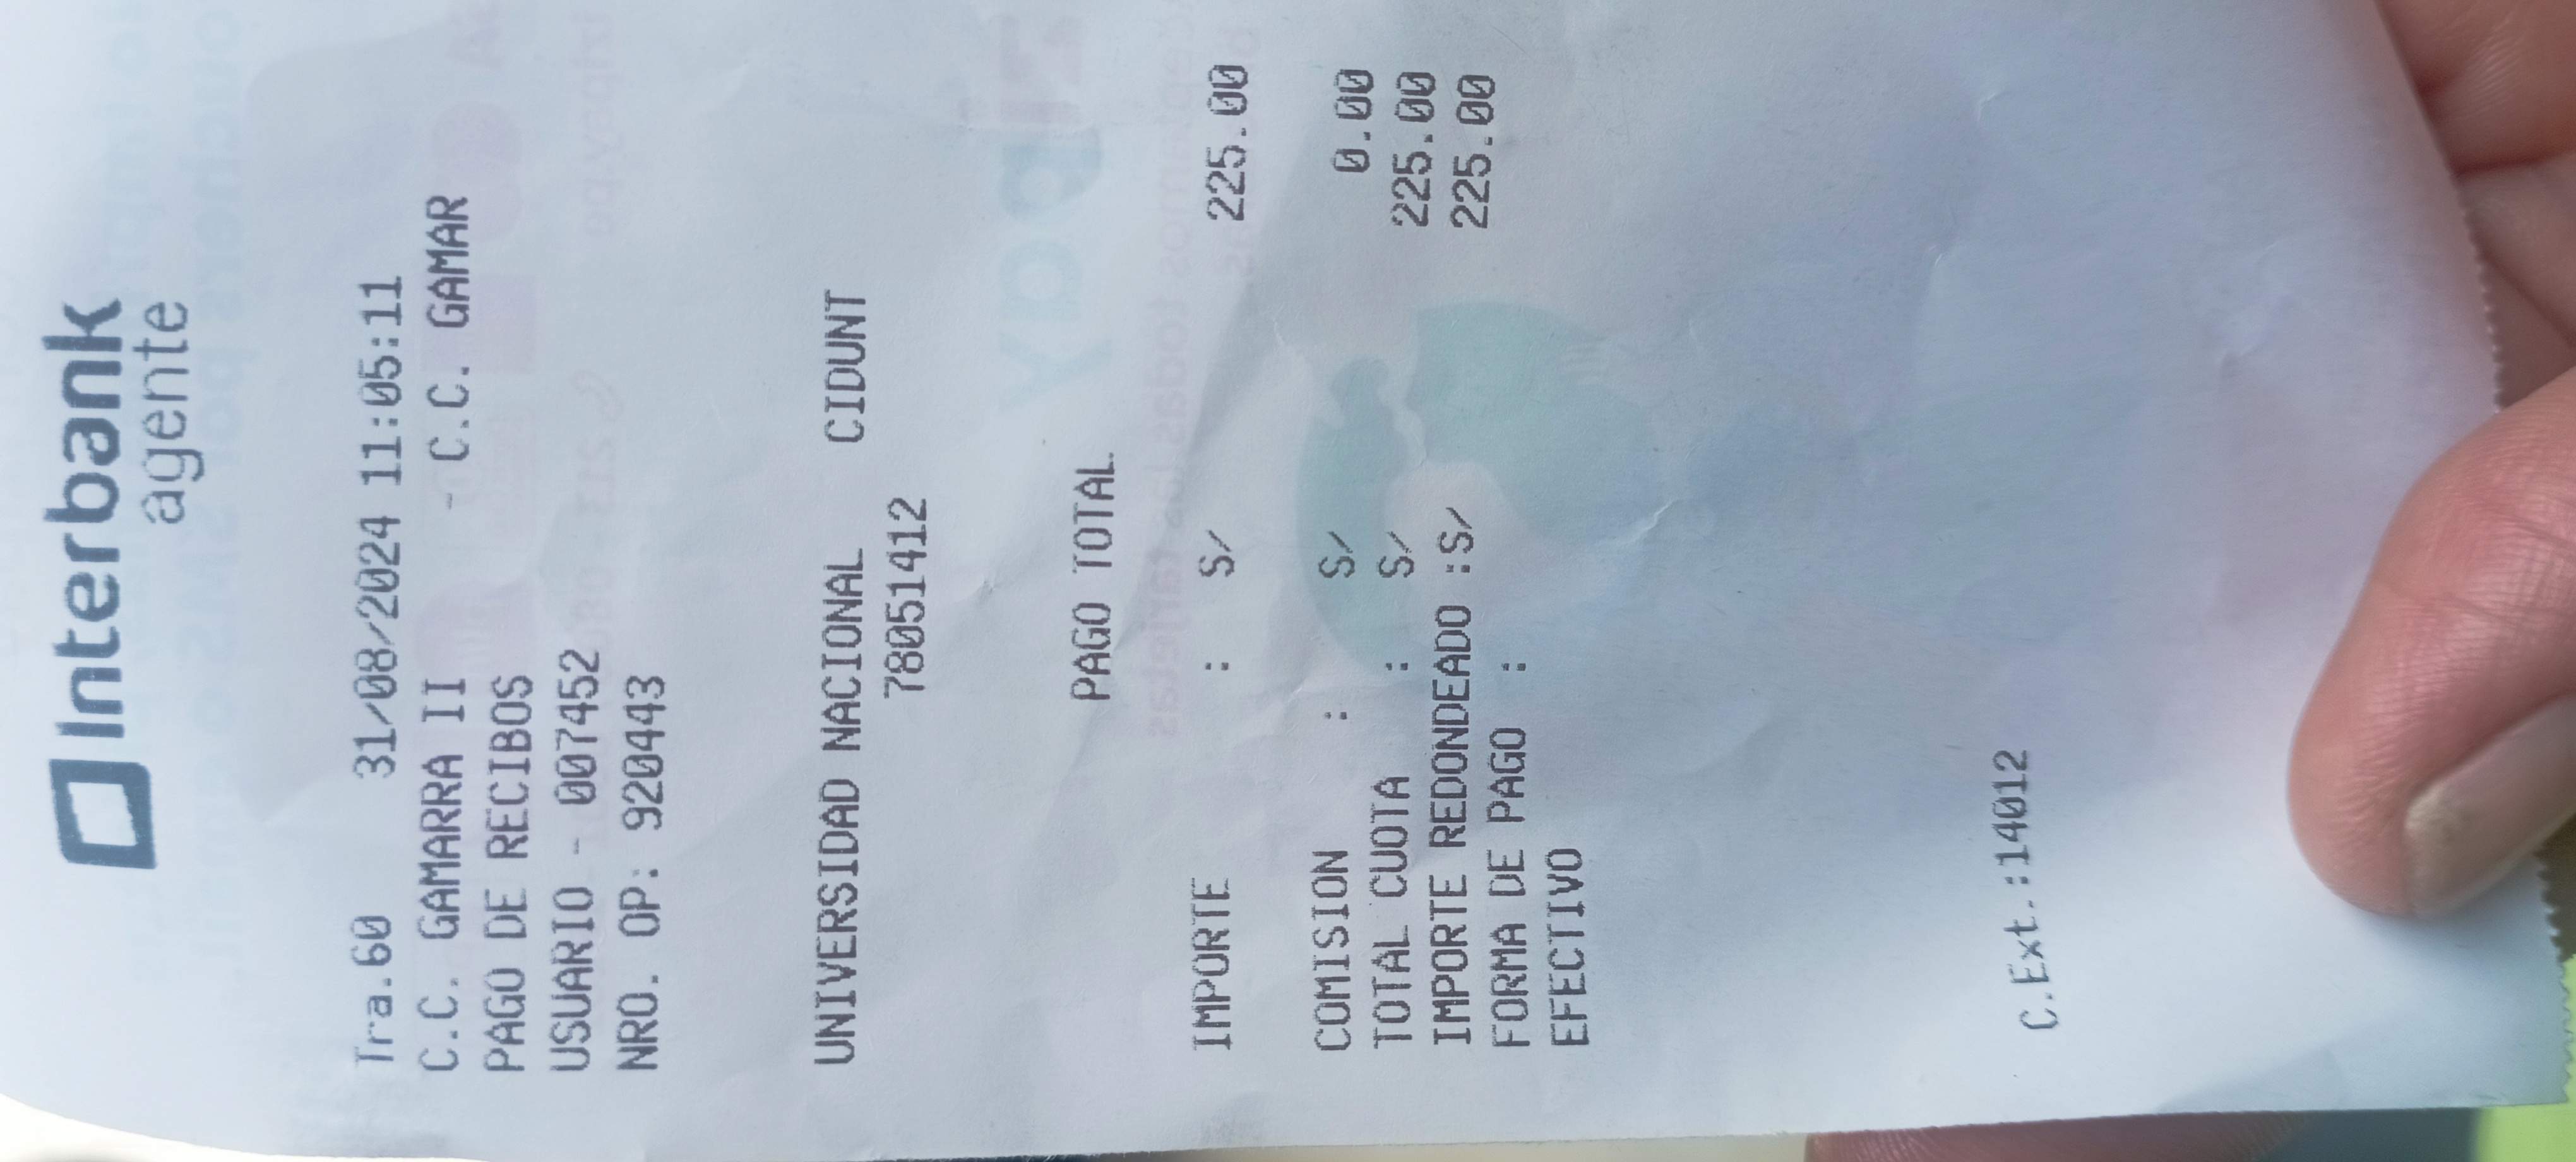 Interbank
agente
Tra.60 31/08/2024 11:05:11
C.C. GAMARRA II - C.C. GAMAR
PAGO DE RECIBOS
USUARIO - 007452
NRO. OP: 920443
UNIVERSIDAD NACIONAL CIDUNT
78051412
PAGO TOTAL
IMPORTE : S/ 225.00
COMISION : S/ 0.00
TOTAL CUOTA : S/ 225.00
IMPORTE REDONDEADO :S/ 225.00
FORMA DE PAGO :
EFECTIVO
C.Ext.:14012